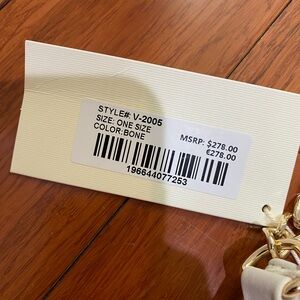 STYLE#: V-2005
SIZE: ONE SIZE
COLOR:BONE
MSRP: $278.00
€278.00
196644077253